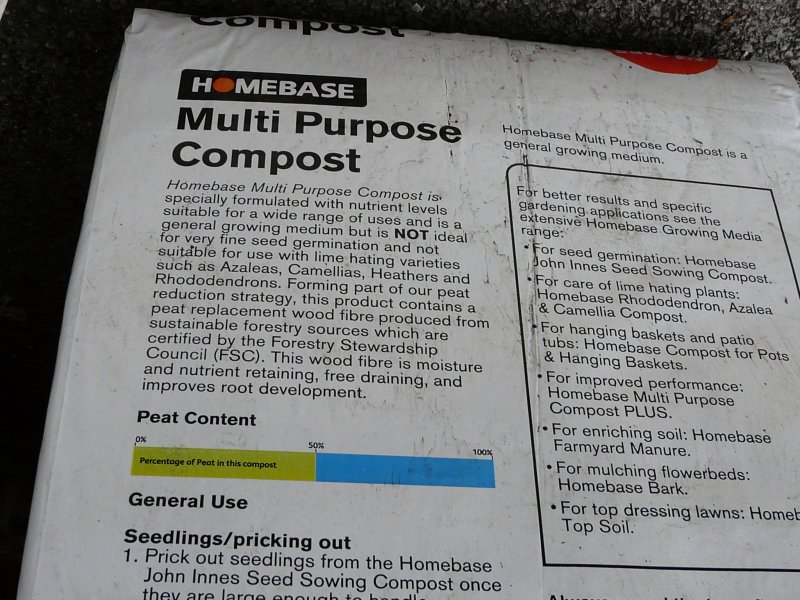 Compost
HOMEBASE
Multi Purpose
Compost
Homebase Multi Purpose Compost is
specially formulated with nutrient levels
suitable for a wide range of uses and is a
general growing medium but is NOT ideal
for very fine seed germination and not
suitable for use with lime hating varieties
such as Azaleas, Camellias, Heathers and
Rhododendrons. Forming part of our peat
reduction strategy, this product contains a
peat replacement wood fibre produced from
sustainable forestry sources which are
certified by the Forestry Stewardship
Council (FSC). This wood fibre is moisture
and nutrient retaining, free draining, and
improves root development.
Peat Content
0% 50% 100%
Percentage of Peat in this compost
General Use
Seedlings/pricking out
1. Prick out seedlings from the Homebase
John Innes Seed Sowing Compost once
they are large enough to handle
Homebase Multi Purpose Compost is a
general growing medium.
For better results and specific
gardening applications see the
extensive Homebase Growing Media
range:
• For seed germination: Homebase
John Innes Seed Sowing Compost.
• For care of lime hating plants:
Homebase Rhododendron, Azalea
& Camellia Compost.
• For hanging baskets and patio
tubs: Homebase Compost for Pots
& Hanging Baskets.
• For improved performance:
Homebase Multi Purpose
Compost PLUS.
• For enriching soil: Homebase
Farmyard Manure.
• For mulching flowerbeds:
Homebase Bark.
• For top dressing lawns: Homeb
Top Soil.